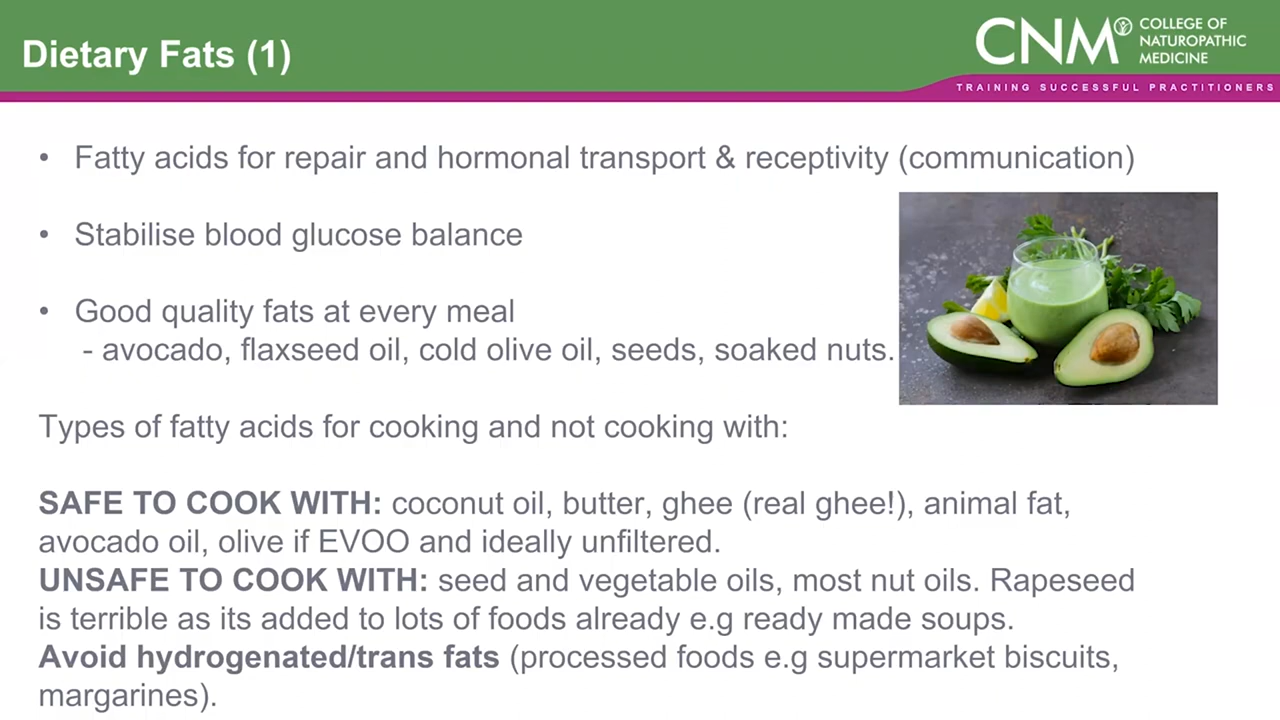 Dietary Fats (1)
CNM
COLLEGE OF
NATUROPATHIC
MEDICINE
TRAINING SUCCESSFUL PRACTITIONERS
• Fatty acids for repair and hormonal transport & receptivity (communication)
• Stabilise blood glucose balance
• Good quality fats at every meal
- avocado, flaxseed oil, cold olive oil, seeds, soaked nuts.
Types of fatty acids for cooking and not cooking with:
SAFE TO COOK WITH: coconut oil, butter, ghee (real ghee!), animal fat,
avocado oil, olive if EVOO and ideally unfiltered.
UNSAFE TO COOK WITH: seed and vegetable oils, most nut oils. Rapeseed
is terrible as its added to lots of foods already e.g ready made soups.
Avoid hydrogenated/trans fats (processed foods e.g supermarket biscuits,
margarines).